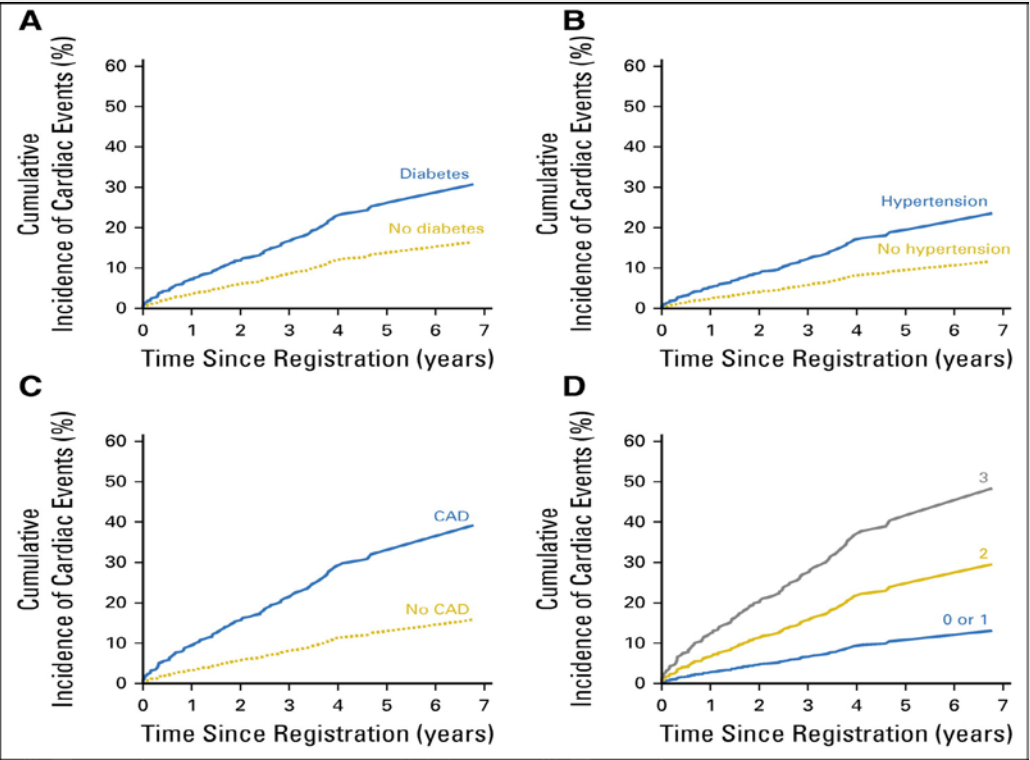 A
Cumulative
Incidence of Cardiac Events (%)
60
50
40
30
20
10
0
Diabetes
No diabetes
0 1 2 3 4 5 6 7
Time Since Registration (years)
B
Cumulative
Incidence of Cardiac Events (%)
60
50
40
30
20
10
0
Hypertension
No hypertension
0 1 2 3 4 5 6 7
Time Since Registration (years)
C
Cumulative
Incidence of Cardiac Events (%)
60
50
40
30
20
10
0
CAD
No CAD
0 1 2 3 4 5 6 7
Time Since Registration (years)
D
Cumulative
Incidence of Cardiac Events (%)
60
50
40
30
20
10
0
3
2
0 or 1
0 1 2 3 4 5 6 7
Time Since Registration (years)